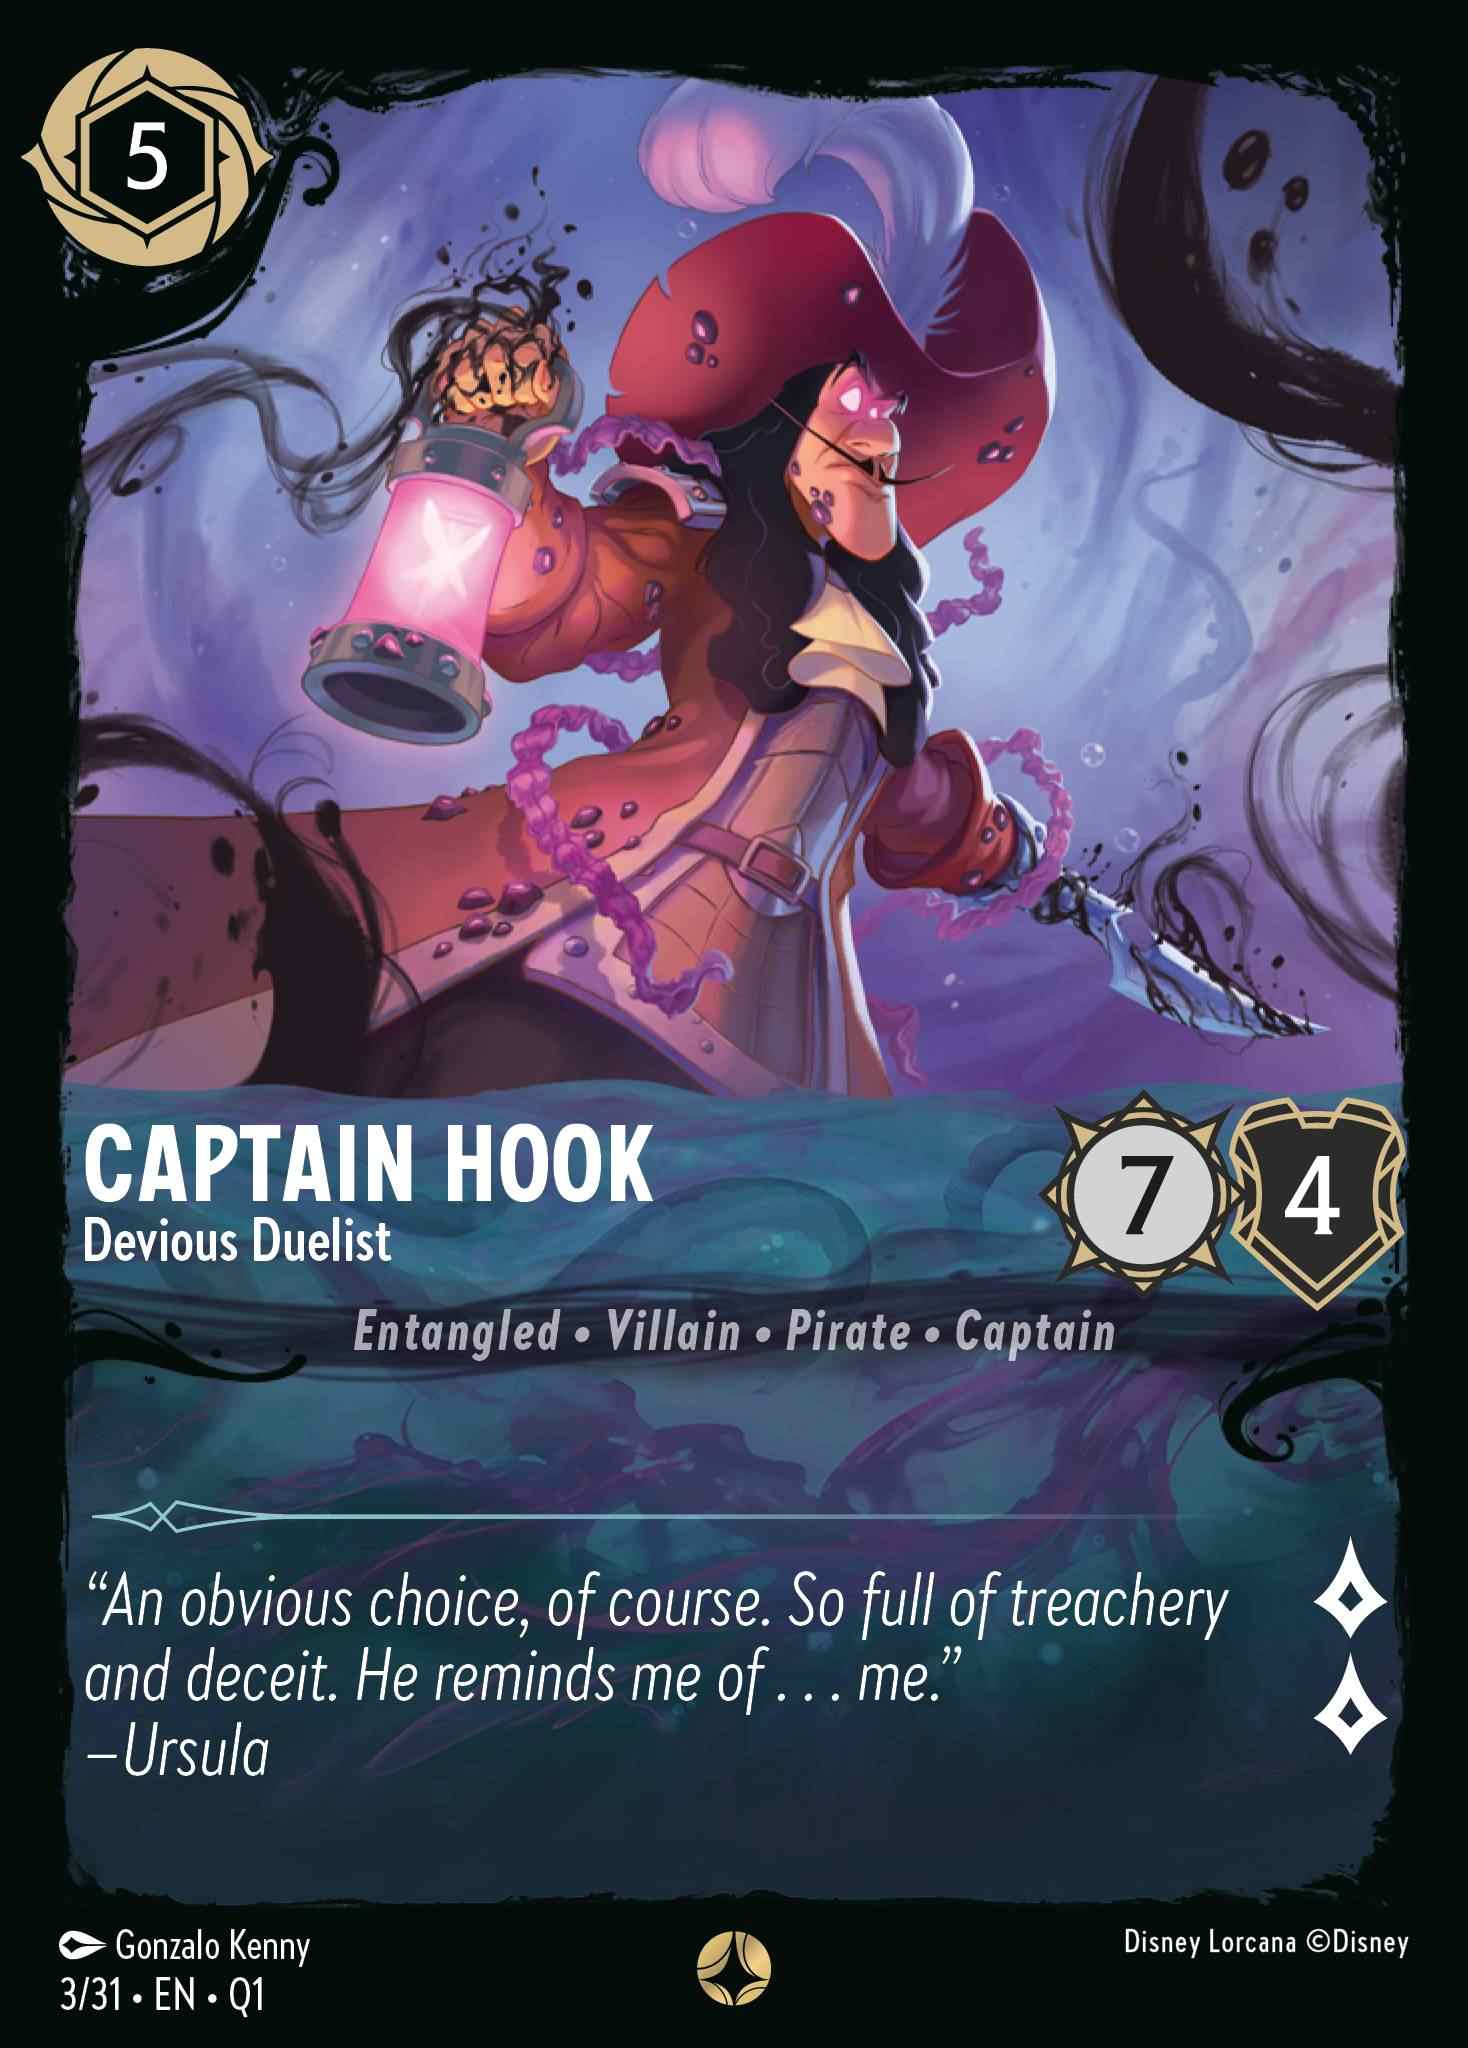 5
CAPTAIN HOOK
Devious Duelist
7 4
Entangled • Villain • Pirate • Captain
“An obvious choice, of course. So full of treachery
and deceit. He reminds me of . . . me.”
–Ursula
Gonzalo Kenny
3/31 • EN • Q1
Disney Lorcana ©Disney